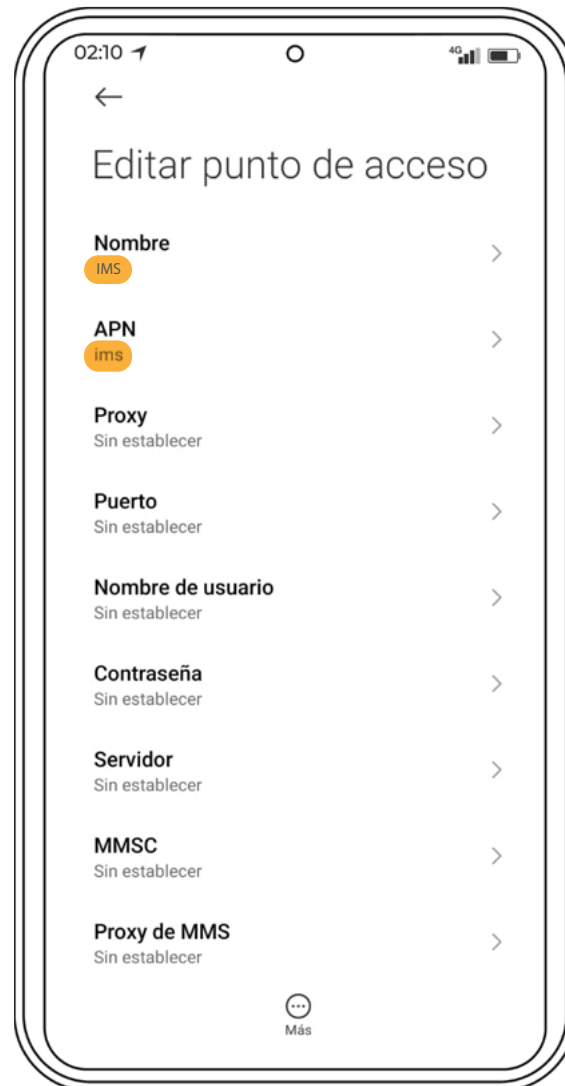 02:10
4G
Editar punto de acceso
Nombre
IMS
APN
ims
Proxy
Sin establecer
Puerto
Sin establecer
Nombre de usuario
Sin establecer
Contraseña
Sin establecer
Servidor
Sin establecer
MMSC
Sin establecer
Proxy de MMS
Sin establecer
Más